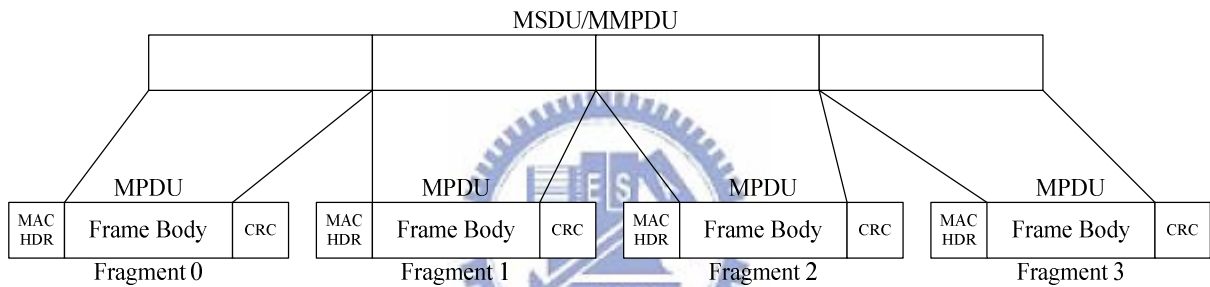 MSDU/MMPDU
MPDU MPDU MPDU MPDU
MAC HDR Frame Body CRC MAC HDR Frame Body CRC MAC HDR Frame Body CRC MAC HDR Frame Body CRC
Fragment 0 Fragment 1 Fragment 2 Fragment 3